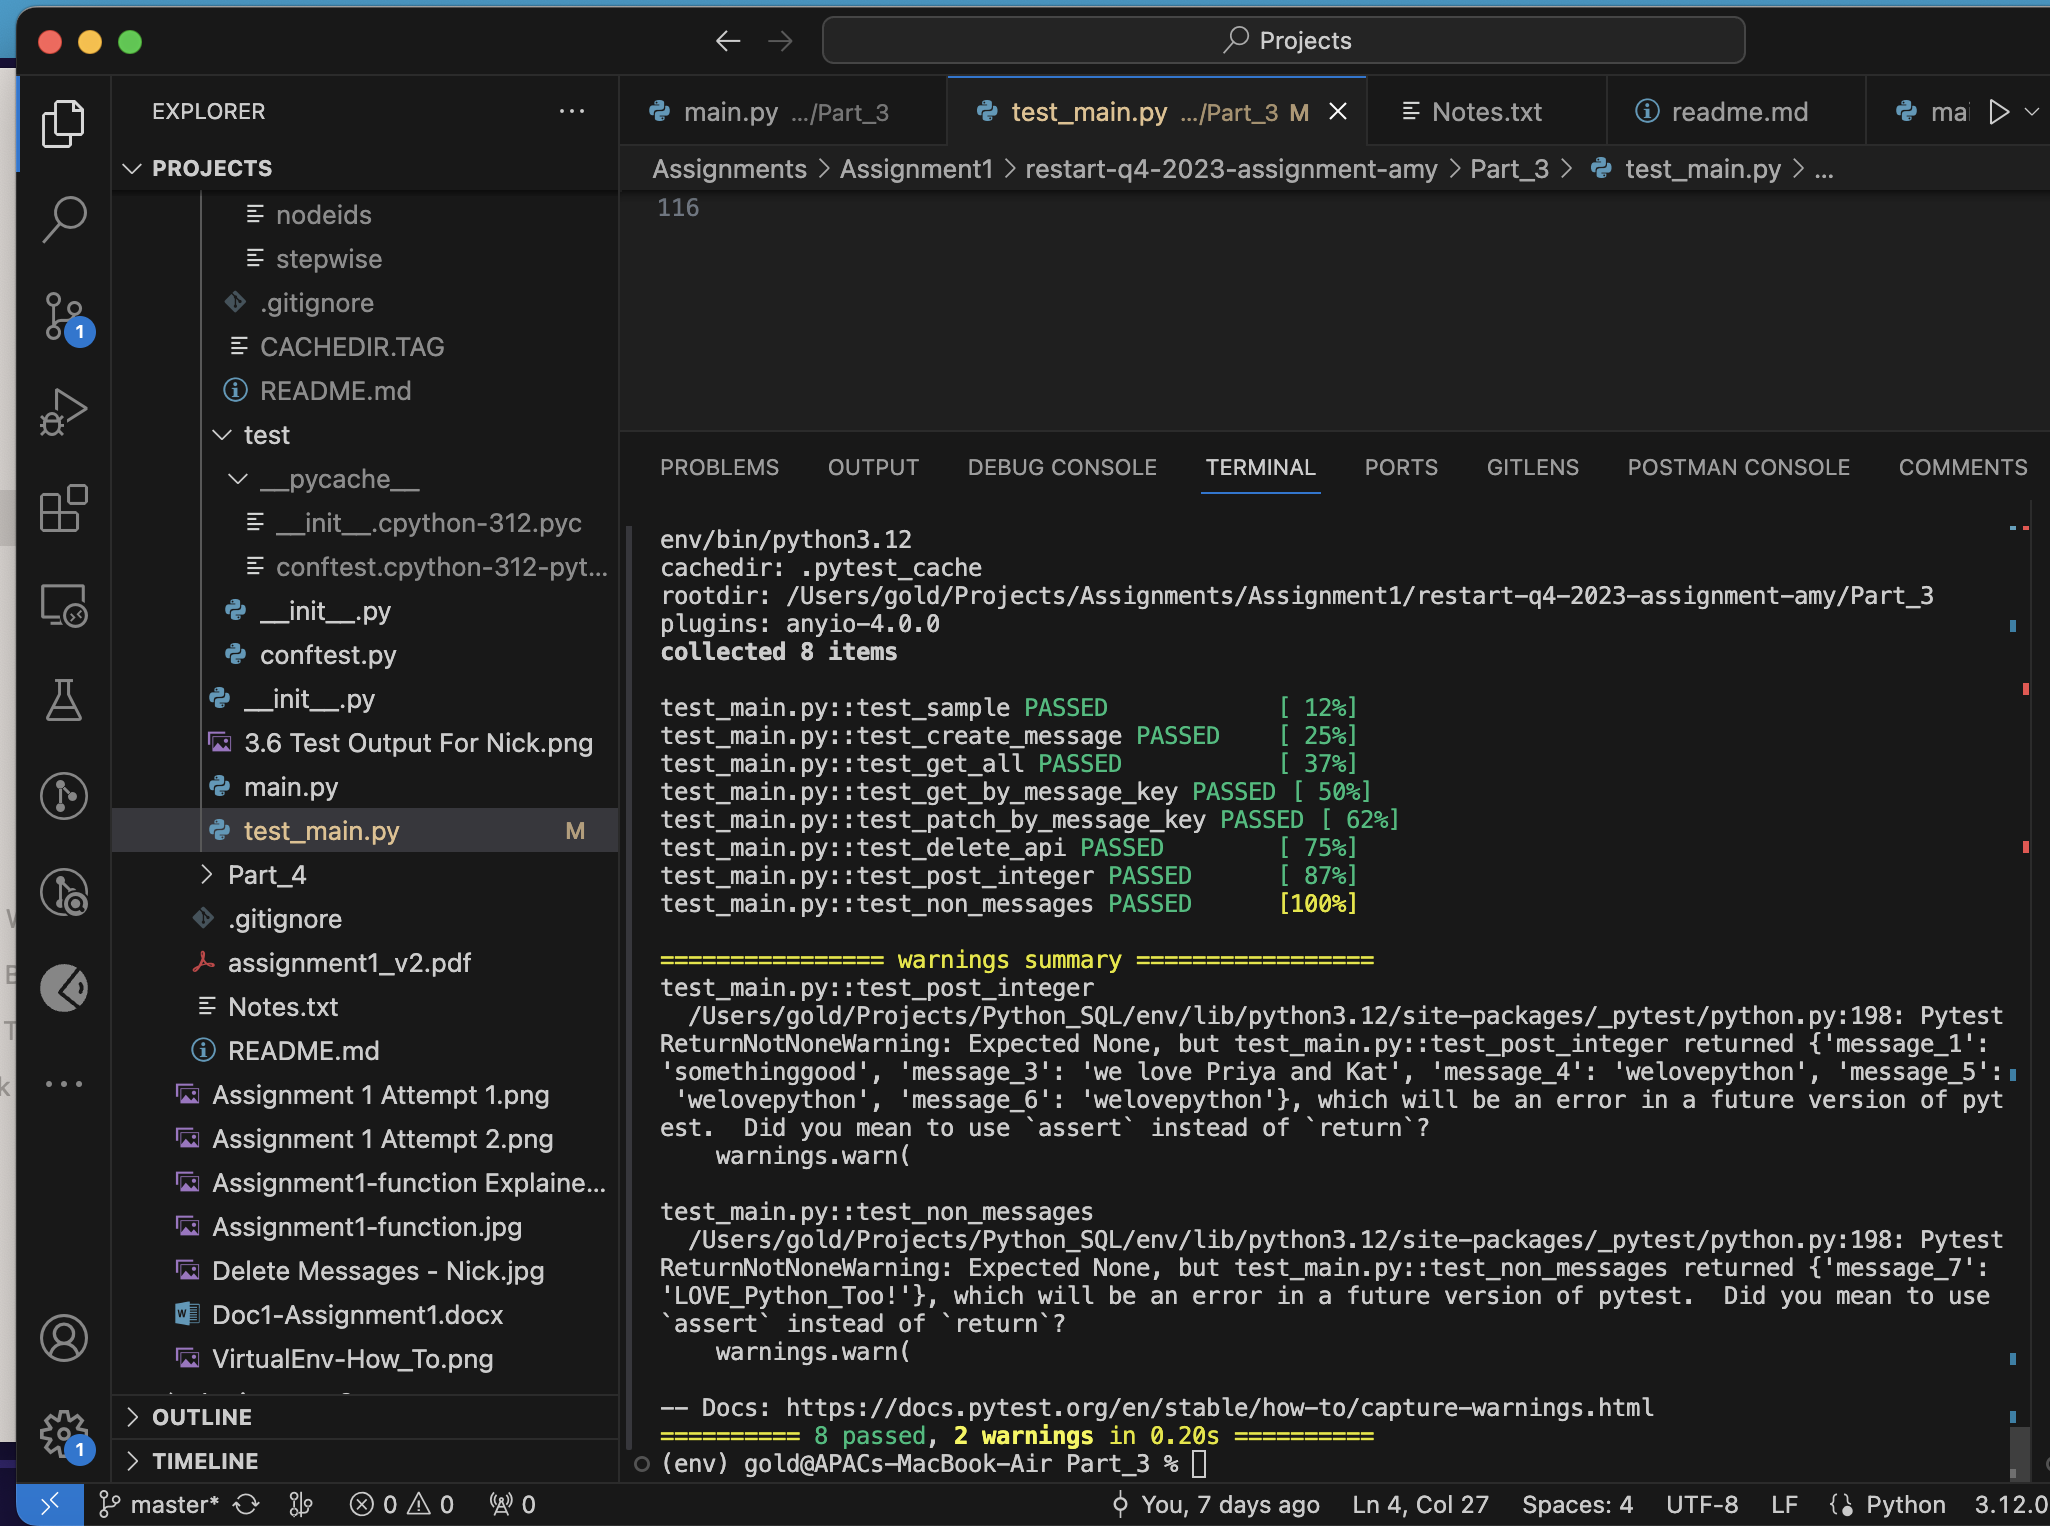 Projects
EXPLORER
PROJECTS
nodeids
stepwise
.gitignore
CACHEDIR.TAG
README.md
test
__pycache__
__init__.cpython-312.pyc
conftest.cpython-312-pyt...
__init__.py
conftest.py
__init__.py
3.6 Test Output For Nick.png
main.py
test_main.py M
Part_4
.gitignore
assignment1_v2.pdf
Notes.txt
README.md
Assignment 1 Attempt 1.png
Assignment 1 Attempt 2.png
Assignment1-function Explaine...
Assignment1-function.jpg
Delete Messages - Nick.jpg
Doc1-Assignment1.docx
VirtualEnv-How_To.png
OUTLINE
TIMELINE
1
1
main.py .../Part_3
test_main.py .../Part_3 M
Notes.txt
readme.md
mai
Assignments > Assignment1 > restart-q4-2023-assignment-amy > Part_3 > test_main.py > ...
116
PROBLEMS OUTPUT DEBUG CONSOLE TERMINAL PORTS GITLENS POSTMAN CONSOLE COMMENTS
env/bin/python3.12
cachedir: .pytest_cache
rootdir: /Users/gold/Projects/Assignments/Assignment1/restart-q4-2023-assignment-amy/Part_3
plugins: anyio-4.0.0
collected 8 items
test_main.py::test_sample PASSED [ 12%]
test_main.py::test_create_message PASSED [ 25%]
test_main.py::test_get_all PASSED [ 37%]
test_main.py::test_get_by_message_key PASSED [ 50%]
test_main.py::test_patch_by_message_key PASSED [ 62%]
test_main.py::test_delete_api PASSED [ 75%]
test_main.py::test_post_integer PASSED [ 87%]
test_main.py::test_non_messages PASSED [100%]
================ warnings summary =================
test_main.py::test_post_integer
/Users/gold/Projects/Python_SQL/env/lib/python3.12/site-packages/_pytest/python.py:198: Pytest
ReturnNotNoneWarning: Expected None, but test_main.py::test_post_integer returned {'message_1':
'somethinggood', 'message_3': 'we love Priya and Kat', 'message_4': 'welovepython', 'message_5':
'welovepython', 'message_6': 'welovepython'}, which will be an error in a future version of pyt
est.  Did you mean to use `assert` instead of `return`?
warnings.warn(
test_main.py::test_non_messages
/Users/gold/Projects/Python_SQL/env/lib/python3.12/site-packages/_pytest/python.py:198: Pytest
ReturnNotNoneWarning: Expected None, but test_main.py::test_non_messages returned {'message_7':
'LOVE_Python_Too!'}, which will be an error in a future version of pytest.  Did you mean to use
`assert` instead of `return`?
warnings.warn(
-- Docs: https://docs.pytest.org/en/stable/how-to/capture-warnings.html
========== 8 passed, 2 warnings in 0.20s ==========
(env) gold@APACs-MacBook-Air Part_3 %
master* 0 0 0 You, 7 days ago Ln 4, Col 27 Spaces: 4 UTF-8 LF Python 3.12.0